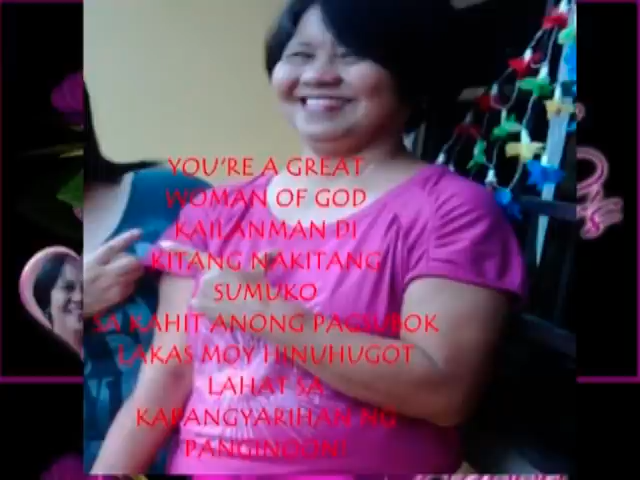 YOU'RE A GREAT
WOMAN OF GOD
KAILANMAN DI
KITANG NAKITANG
SUMUKO
SA KAHIT ANONG PAGSUBOK
LAKAS MOY HINUHUGOT
LAHAT SA
KAPANGYARIHAN NG
PANGINOON!